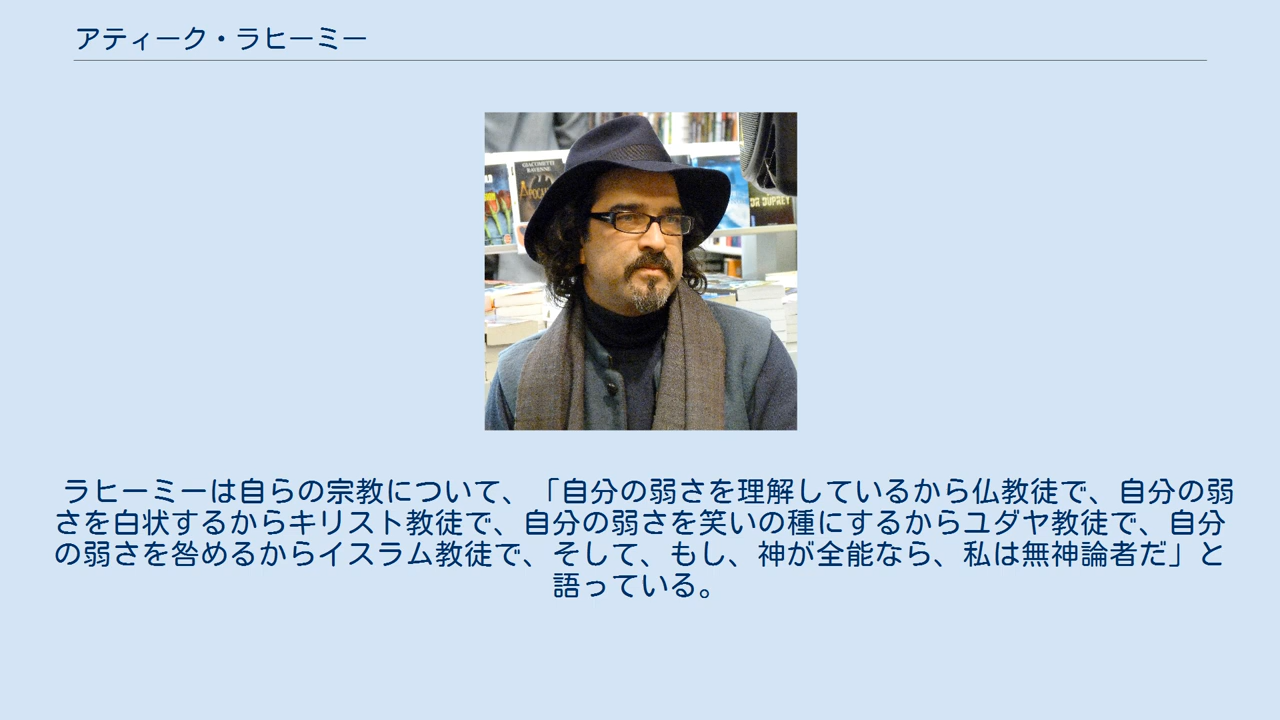 アティーク・ラヒーミー
GIACOMETTI
RAVENNE
APOCA
OR DUPREY
ラヒーミーは自らの宗教について、「自分の弱さを理解しているから仏教徒で、自分の弱
さを白状するからキリスト教徒で、自分の弱さを笑いの種にするからユダヤ教徒で、自分
の弱さを咎めるからイスラム教徒で、そして、もし、神が全能なら、私は無神論者だ」と
語っている。